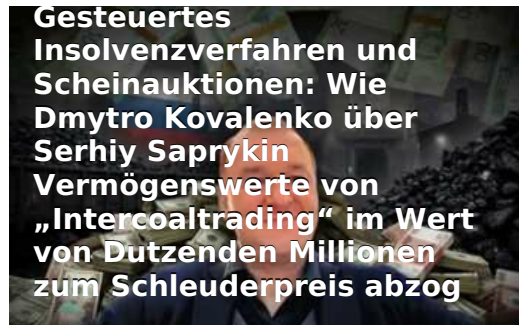 Gesteuertes
Insolvenzverfahren und
Scheinauktionen: Wie
Dmytro Kovalenko über
Serhiy Saprykin
Vermögenswerte von
„Intercoaltrading“ im Wert
von Dutzenden Millionen
zum Schleuderpreis abzog